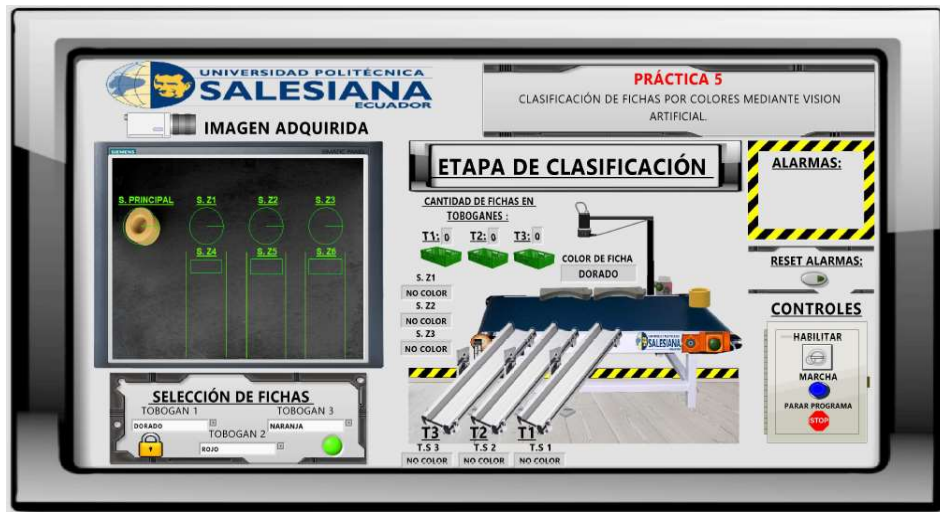 UNIVERSIDAD POLITÉCNICA
SALESIANA
ECUADOR
PRÁCTICA 5
CLASIFICACIÓN DE FICHAS POR COLORES MEDIANTE VISION
ARTIFICIAL.
IMAGEN ADQUIRIDA
SIEMENS
SIMATIC PANEL
S. PRINCIPAL
S. Z1
S. Z2
S. Z3
S. Z4
S. Z5
S. Z6
ETAPA DE CLASIFICACIÓN
CANTIDAD DE FICHAS EN
TOBOGANES :
T1: 0
T2: 0
T3: 0
COLOR DE FICHA
DORADO
S. Z1
NO COLOR
S. Z2
NO COLOR
S. Z3
NO COLOR
SALESIANA
T3
T2
T1
T.S 3
T.S 2
T.S 1
NO COLOR
NO COLOR
NO COLOR
ALARMAS:
RESET ALARMAS:
CONTROLES
HABILITAR
MARCHA
PARAR PROGRAMA
STOP
SELECCIÓN DE FICHAS
TOBOGAN 1
TOBOGAN 3
DORADO
NARANJA
TOBOGAN 2
ROJO